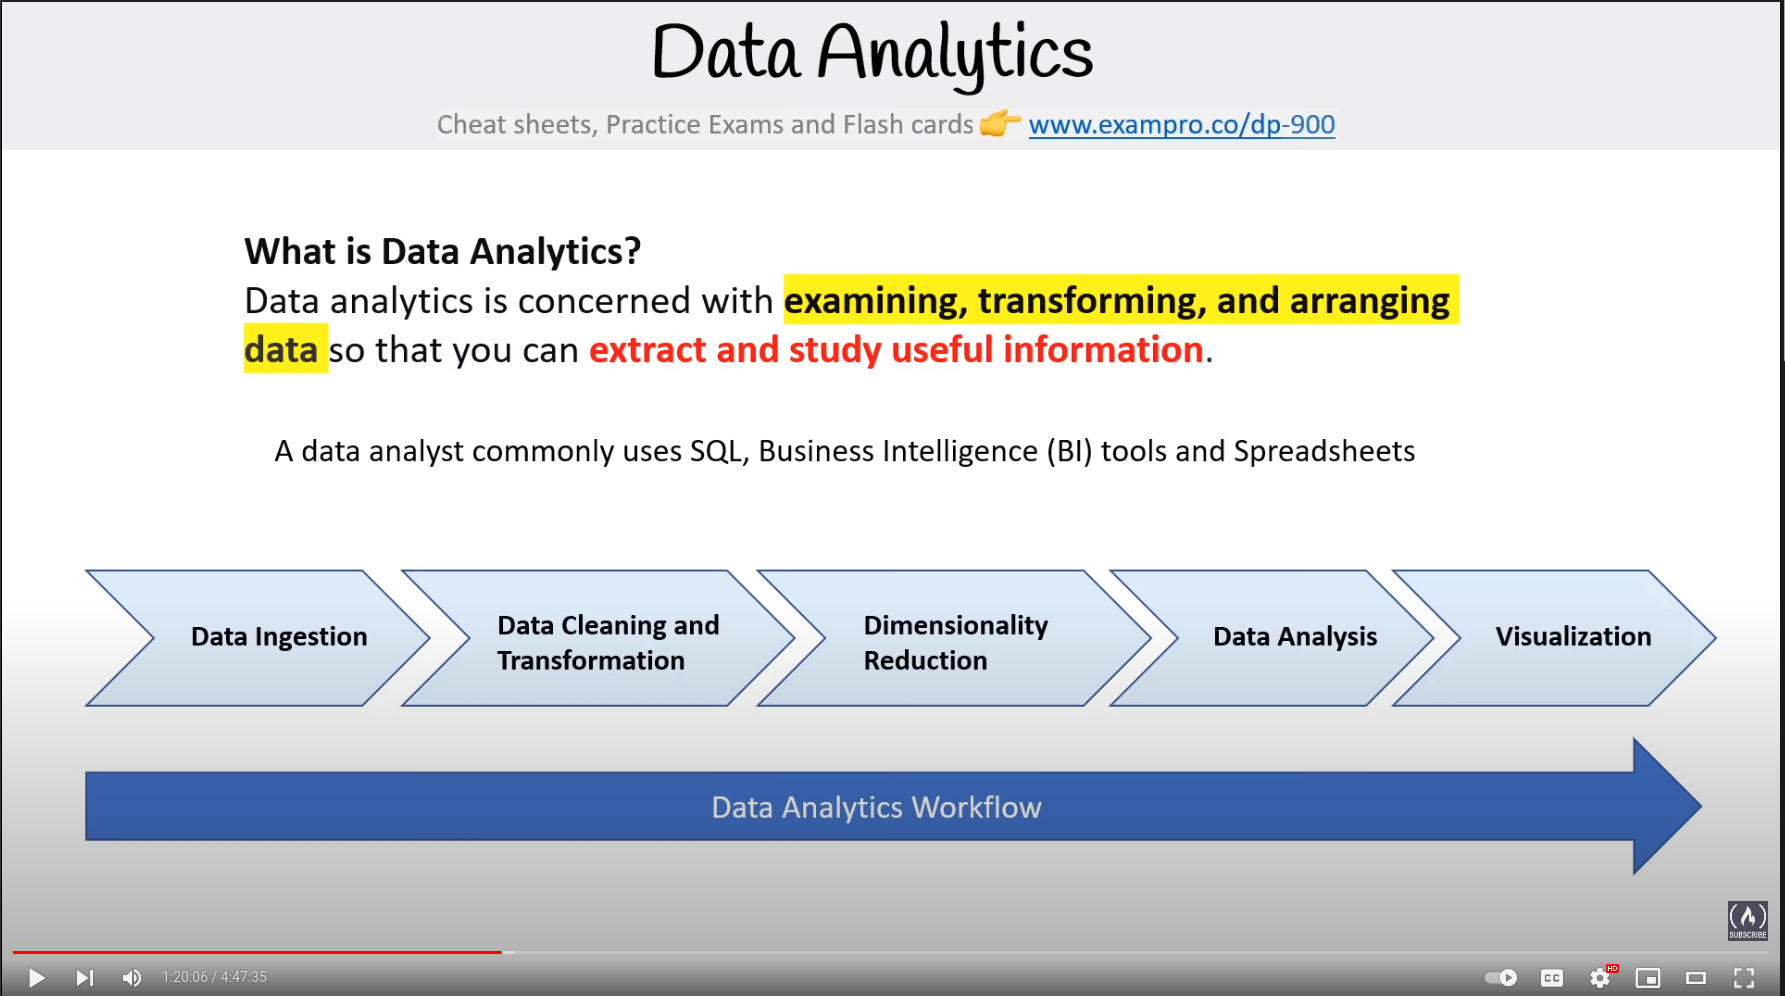 Data Analytics
Cheat sheets, Practice Exams and Flash cards www.exampro.co/dp-900
What is Data Analytics?
Data analytics is concerned with examining, transforming, and arranging
data so that you can extract and study useful information.
A data analyst commonly uses SQL, Business Intelligence (BI) tools and Spreadsheets
Data Ingestion
Data Cleaning and
Transformation
Dimensionality
Reduction
Data Analysis
Visualization
Data Analytics Workflow
SUBSCRIBE
1:20:06 / 4:47:35
CC
HD